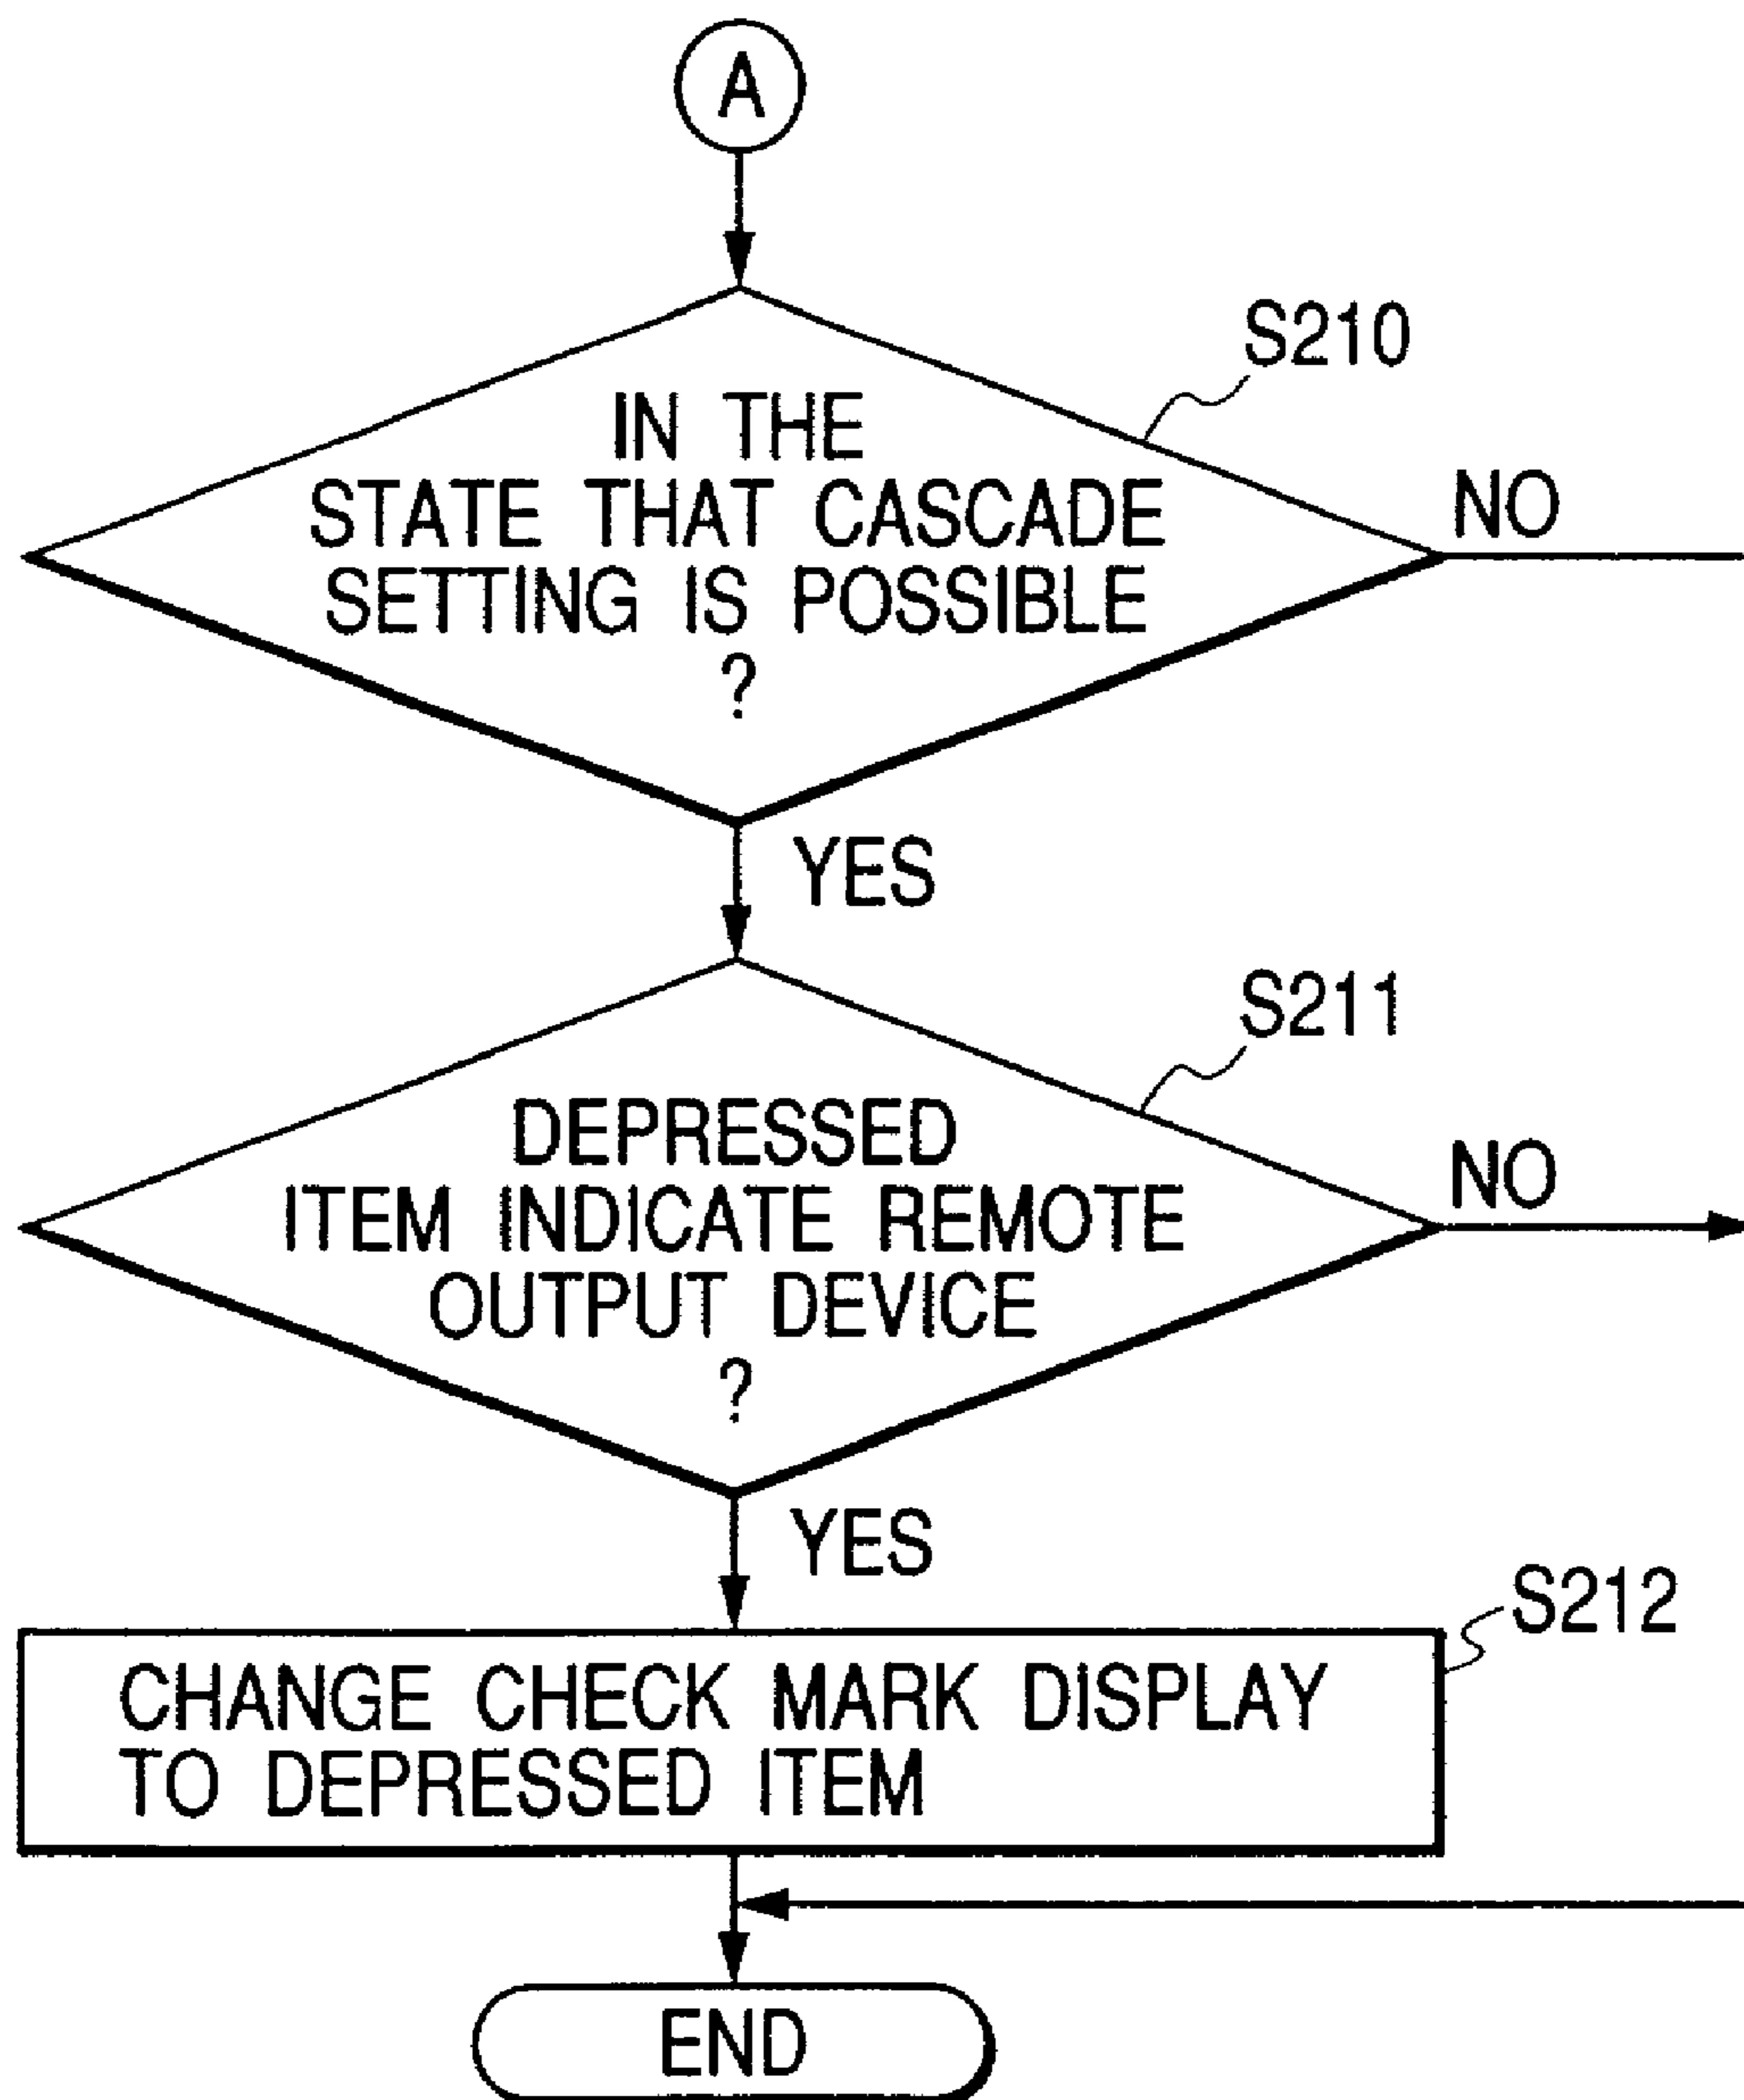 A
S210
IN THE
STATE THAT CASCADE
SETTING IS POSSIBLE
?
NO
YES
S211
DEPRESSED
ITEM INDICATE REMOTE
OUTPUT DEVICE
?
NO
YES
S212
CHANGE CHECK MARK DISPLAY
TO DEPRESSED ITEM
END